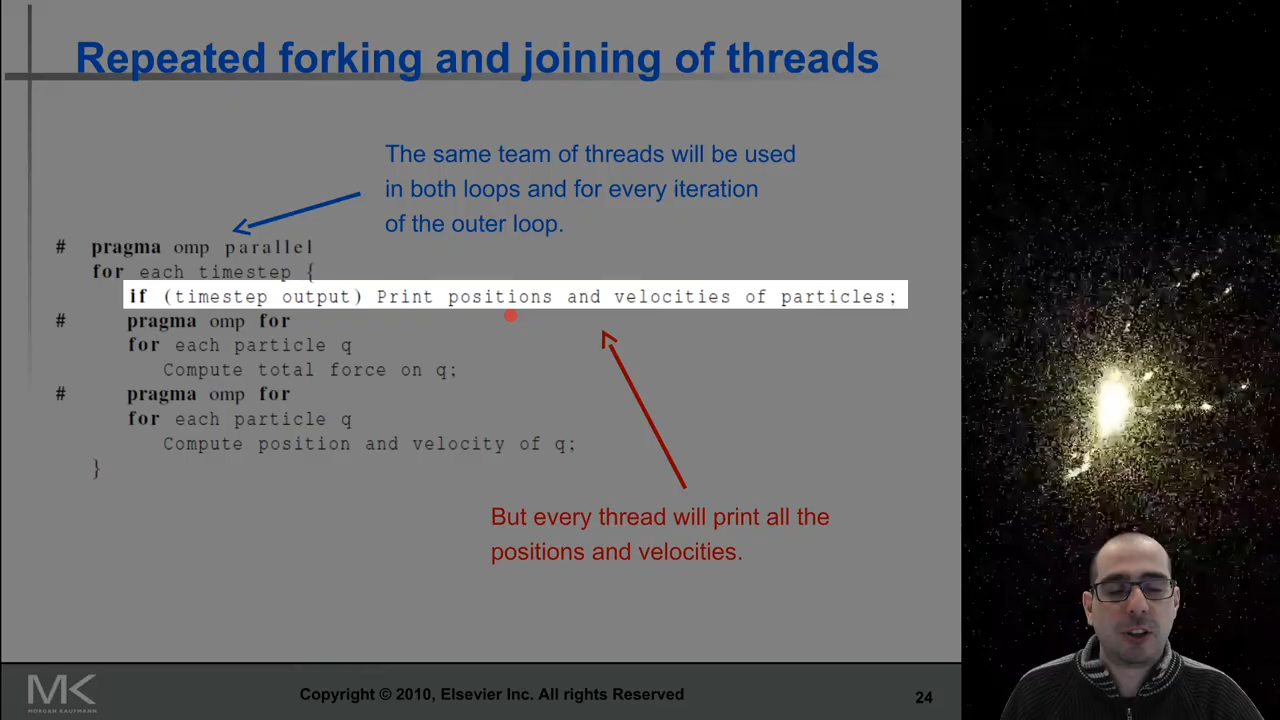 Repeated forking and joining of threads
The same team of threads will be used
in both loops and for every iteration
of the outer loop.
# pragma omp parallel
for each timestep {
if (timestep output) Print positions and velocities of particles;
# pragma omp for
for each particle q
Compute total force on q;
# pragma omp for
for each particle q
Compute position and velocity of q;
}
But every thread will print all the
positions and velocities.
MK
MORGAN KAUFMANN
Copyright © 2010, Elsevier Inc. All rights Reserved
24